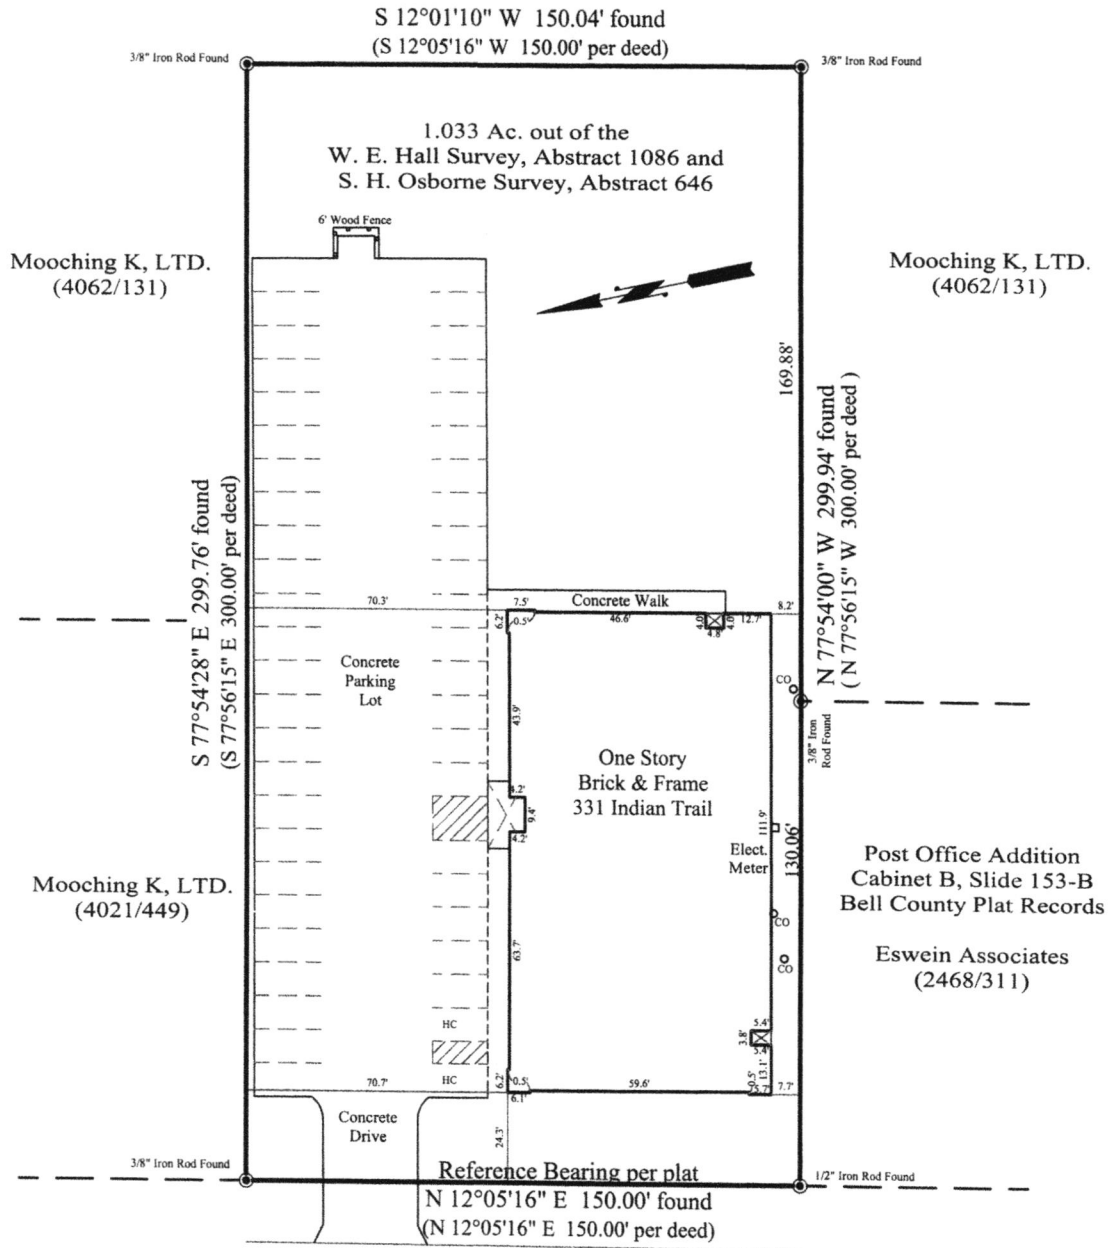 S 12°01'10" W 150.04' found
(S 12°05'16" W 150.00' per deed)
3/8" Iron Rod Found
3/8" Iron Rod Found
1.033 Ac. out of the
W. E. Hall Survey, Abstract 1086 and
S. H. Osborne Survey, Abstract 646
6' Wood Fence
Mooching K, LTD.
(4062/131)
Mooching K, LTD.
(4062/131)
169.88'
N 77°54'00" W 299.94' found
( N 77°56'15" W 300.00' per deed )
S 77°54'28" E 299.76' found
(S 77°56'15" E 300.00' per deed)
70.3'
7.5'
Concrete Walk
8.2'
6.2'
0.5'
46.6'
4.0'
4.8'
4.0'
12.7'
Concrete
Parking
Lot
CO
43.9'
3/8" Iron
Rod Found
One Story
Brick & Frame
331 Indian Trail
4.2'
9.4'
4.2'
111.9'
130.06'
Elect.
Meter
Post Office Addition
Cabinet B, Slide 153-B
Bell County Plat Records
Mooching K, LTD.
(4021/449)
CO
Eswein Associates
(2468/311)
63.7'
CO
HC
5.4'
3.8'
5.4'
13.1'
HC
70.7'
6.2'
0.5'
6.1'
59.6'
0.5'
7.7'
Concrete
Drive
24.3'
3/8" Iron Rod Found
Reference Bearing per plat
1/2" Iron Rod Found
N 12°05'16" E 150.00' found
(N 12°05'16" E 150.00' per deed)